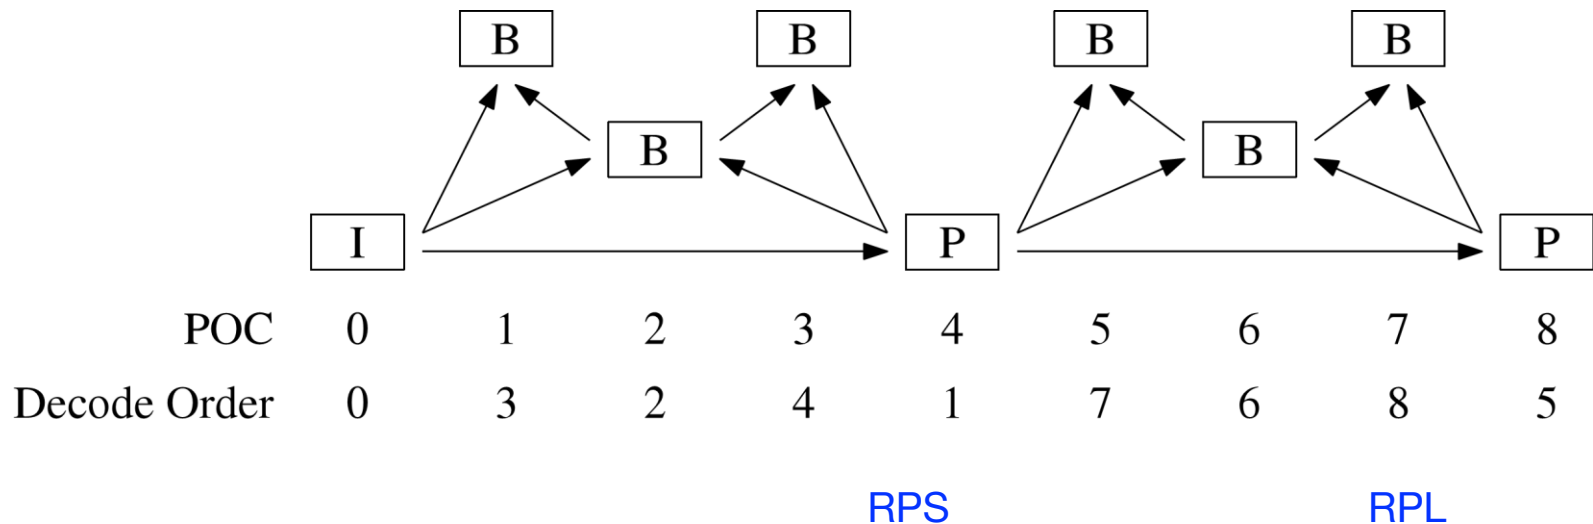 B B B B
B B
I P P
POC 0 1 2 3 4 5 6 7 8
Decode Order 0 3 2 4 1 7 6 8 5
RPS RPL